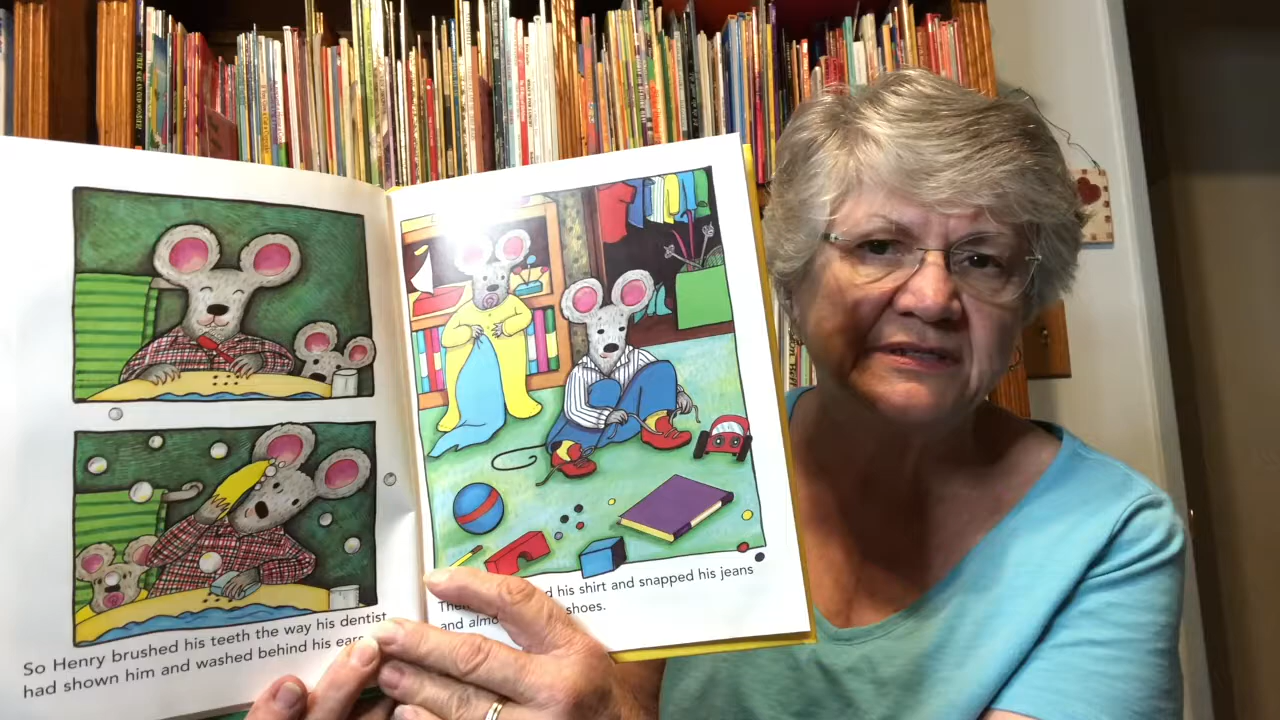 So Henry brushed his teeth the way his dentist
had shown him and washed behind his ears
his shirt and snapped his jeans
and shoes.